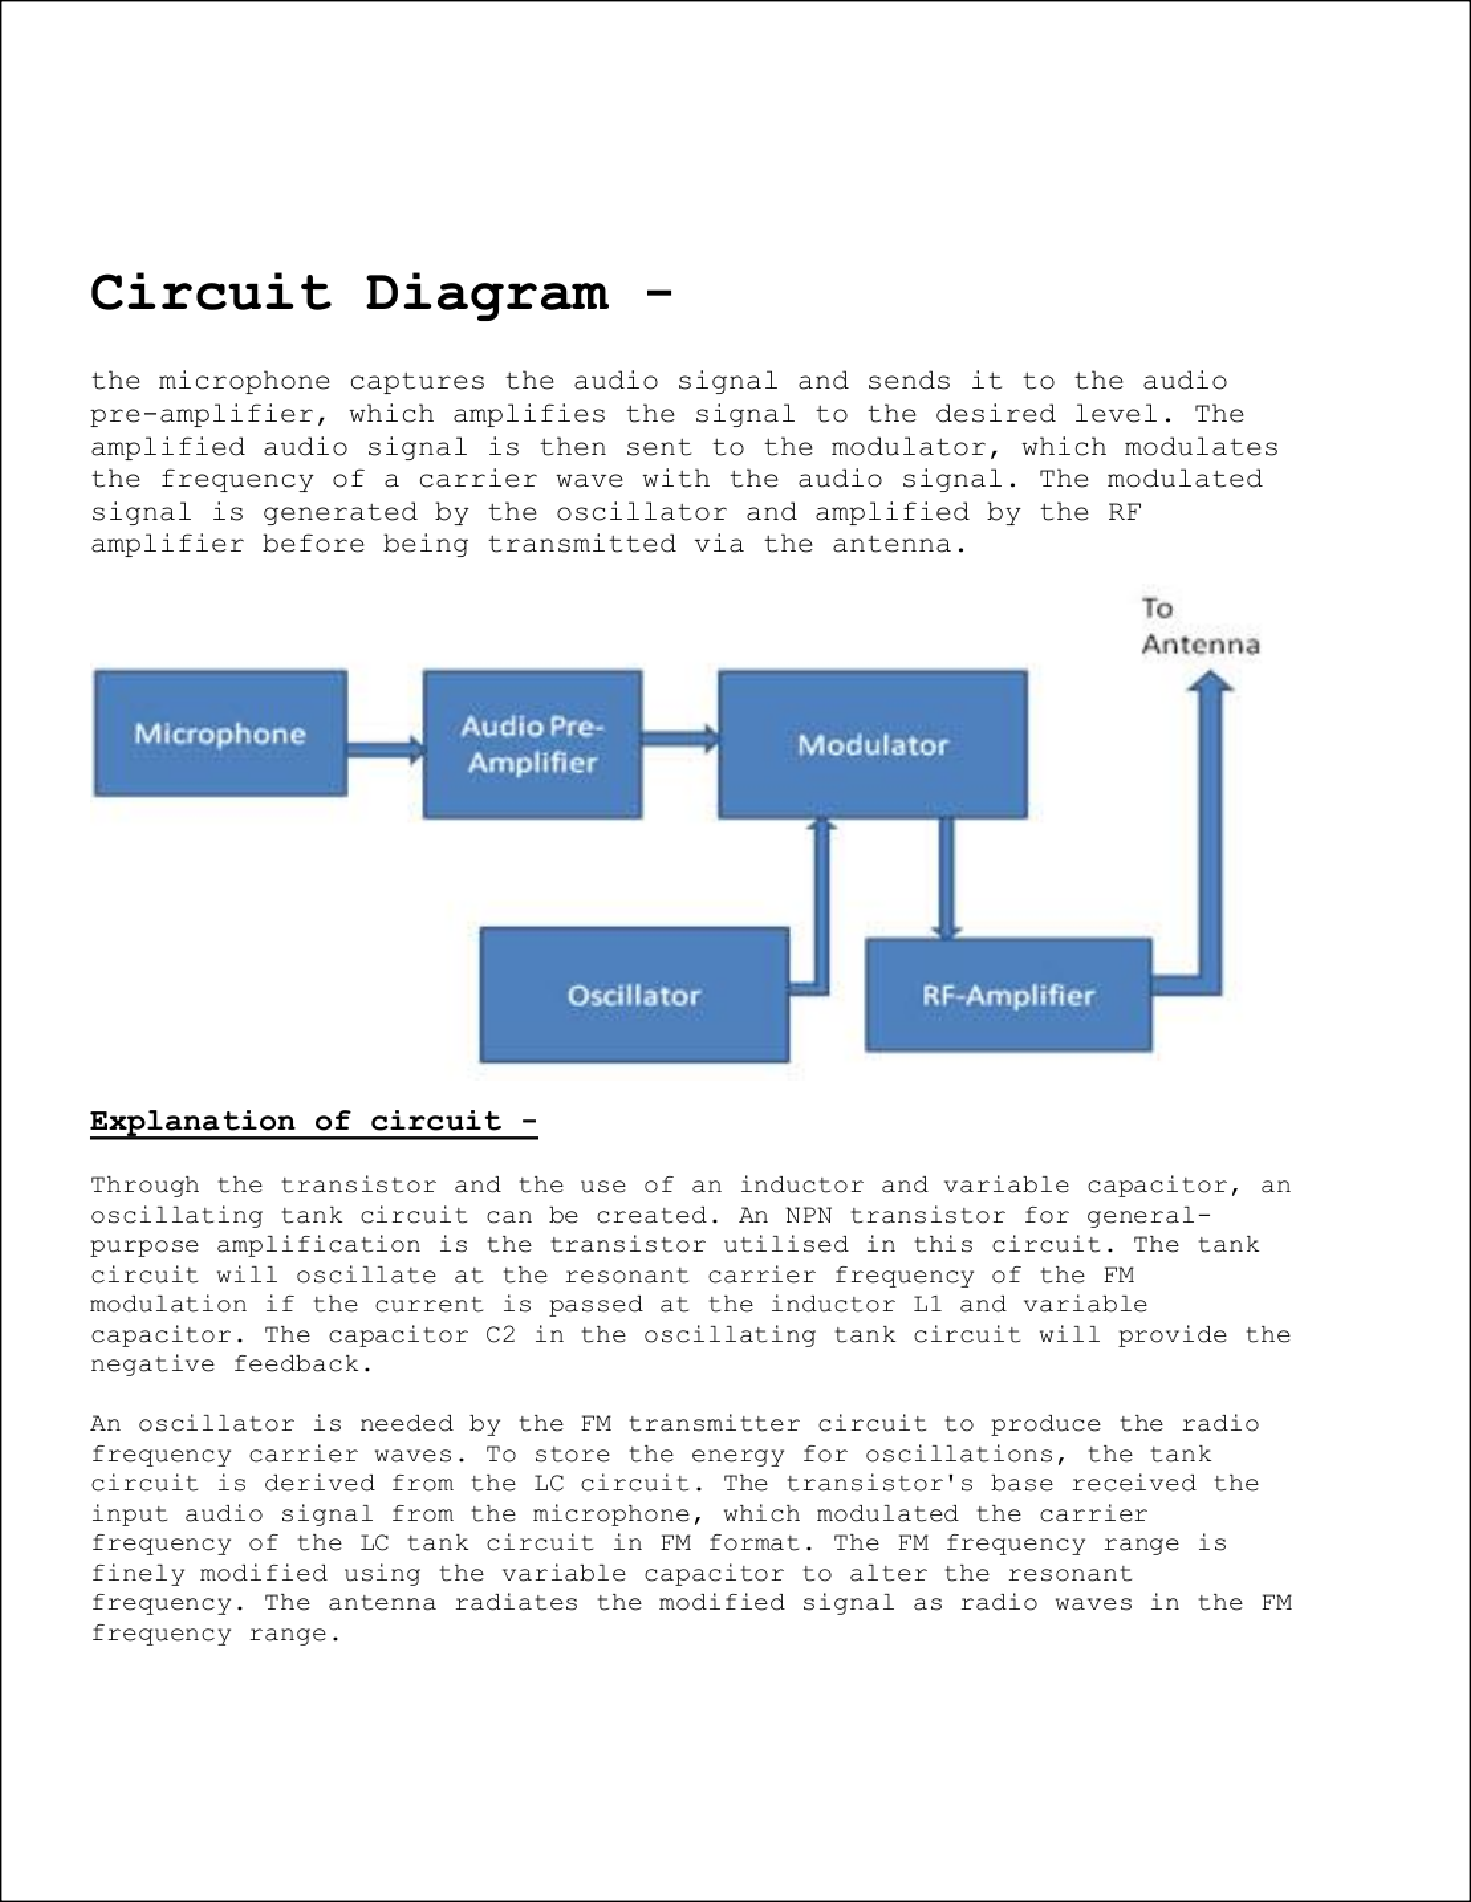 Circuit Diagram -
the microphone captures the audio signal and sends it to the audio
pre-amplifier, which amplifies the signal to the desired level. The
amplified audio signal is then sent to the modulator, which modulates
the frequency of a carrier wave with the audio signal. The modulated
signal is generated by the oscillator and amplified by the RF
amplifier before being transmitted via the antenna.
To
Antenna
Microphone
Audio Pre-
Amplifier
Modulator
Oscillator
RF-Amplifier
Explanation of circuit -
Through the transistor and the use of an inductor and variable capacitor, an
oscillating tank circuit can be created. An NPN transistor for general-
purpose amplification is the transistor utilised in this circuit. The tank
circuit will oscillate at the resonant carrier frequency of the FM
modulation if the current is passed at the inductor L1 and variable
capacitor. The capacitor C2 in the oscillating tank circuit will provide the
negative feedback.
An oscillator is needed by the FM transmitter circuit to produce the radio
frequency carrier waves. To store the energy for oscillations, the tank
circuit is derived from the LC circuit. The transistor's base received the
input audio signal from the microphone, which modulated the carrier
frequency of the LC tank circuit in FM format. The FM frequency range is
finely modified using the variable capacitor to alter the resonant
frequency. The antenna radiates the modified signal as radio waves in the FM
frequency range.